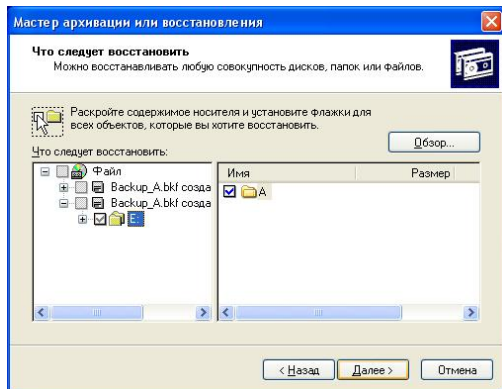 Мастер архивации или восстановления
Что следует восстановить
Можно восстанавливать любую совокупность дисков, папок или файлов.
Раскройте содержимое носителя и установите флажки для
всех объектов, которые вы хотите восстановить.
Обзор...
Что следует восстановить:
Файл
Backup_A.bkf созда
Backup_A.bkf созда
E:
Имя Размер
A
< Назад Далее > Отмена